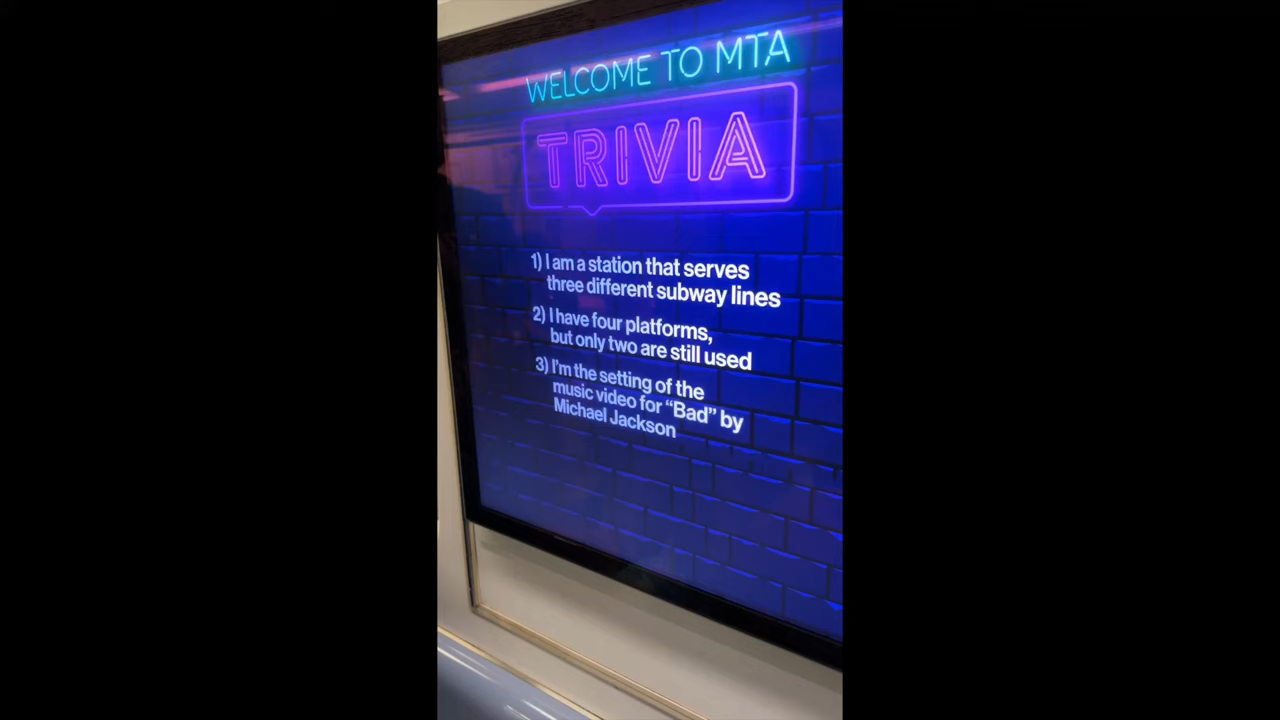 WELCOME TO MTA
TRIVIA
1) I am a station that serves
three different subway lines
2) I have four platforms,
but only two are still used
3) I'm the setting of the
music video for “Bad” by
Michael Jackson